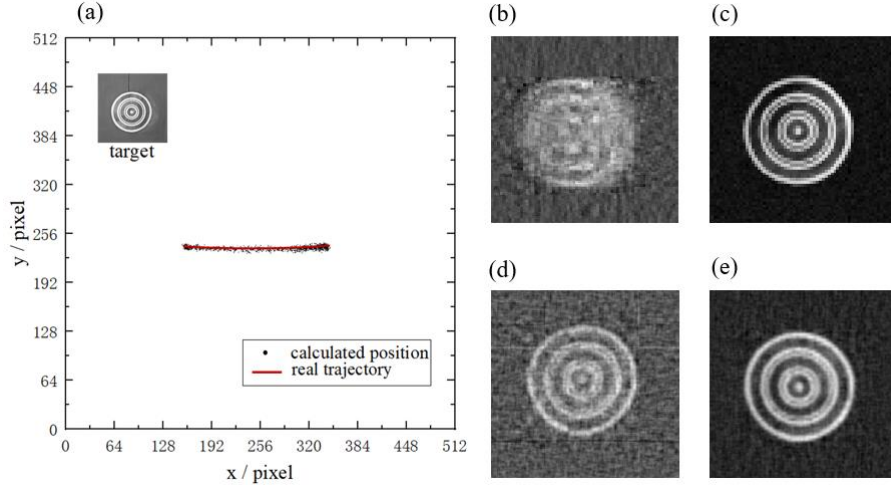 (a)
512
448
384
320
256
192
128
64
0
y / pixel
target
calculated position
real trajectory
0 64 128 192 256 320 384 448 512
x / pixel
(b)
(c)
(d)
(e)